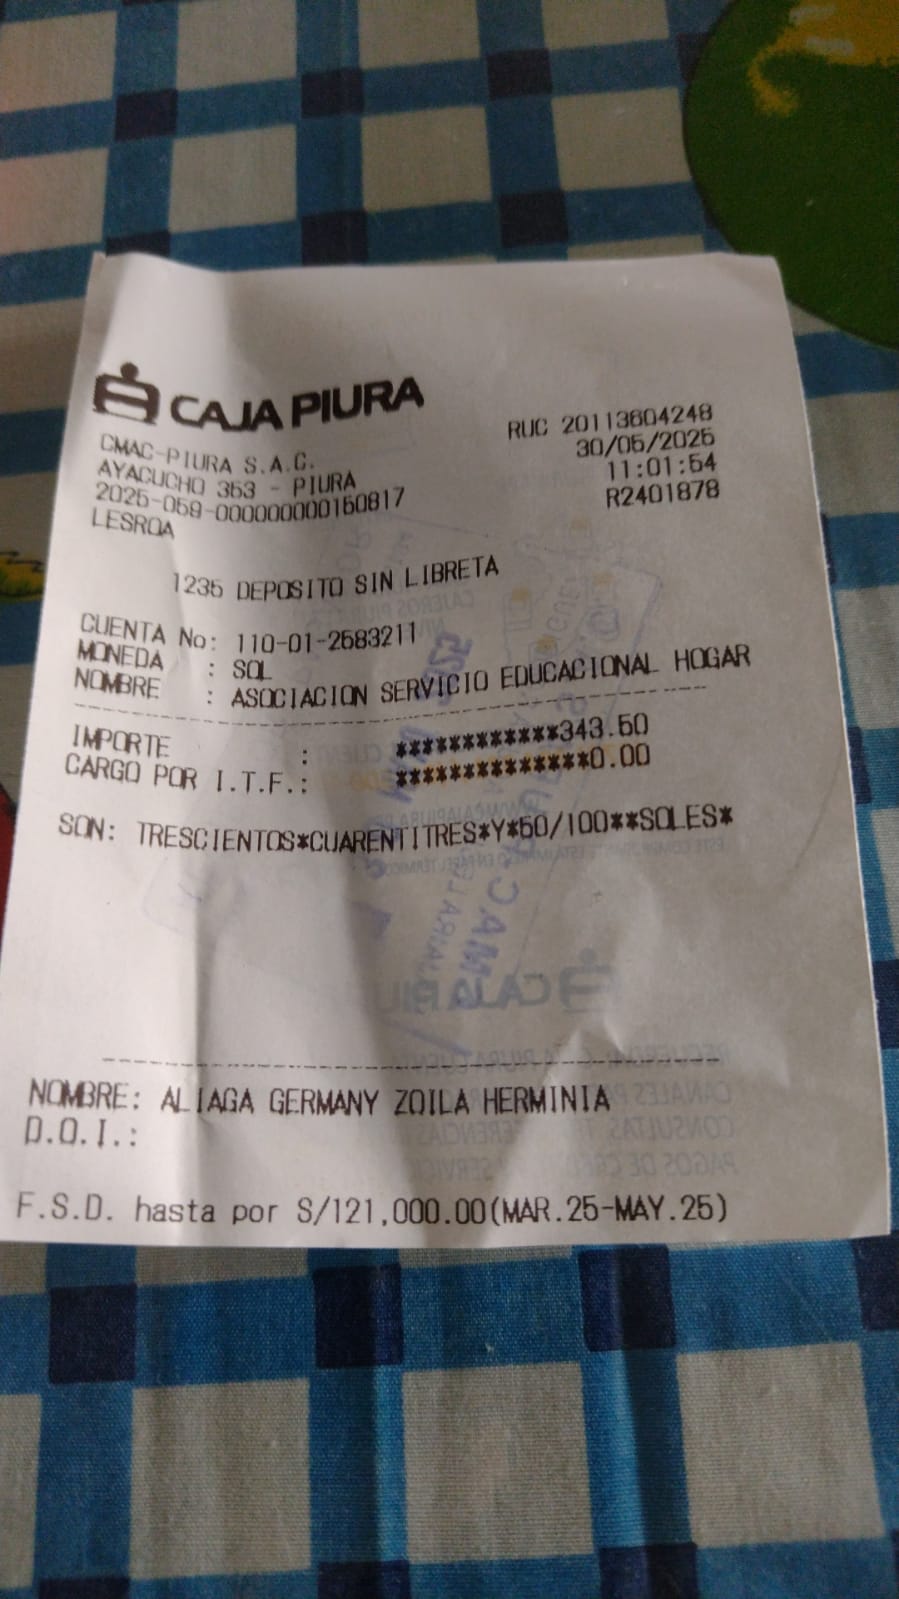 CAJA PIURA
CMAC-PIURA S.A.C.
AYACUCHO 353 - PIURA
2025-059-000000000150817
LESROA
RUC 20113604248
30/05/2025
11:01:54
R2401878
1235 DEPOSITO SIN LIBRETA
CUENTA No: 110-01-2583211
MONEDA : SOL
NOMBRE : ASOCIACION SERVICIO EDUCACIONAL HOGAR
IMPORTE : ************343.50
CARGO POR I.T.F.: **************0.00
SON: TRESCIENTOS*CUARENTITRES*Y*50/100**SOLES*
NOMBRE: ALIAGA GERMANY ZOILA HERMINIA
D.O.I.:
F.S.D. hasta por S/121,000.00(MAR.25-MAY.25)